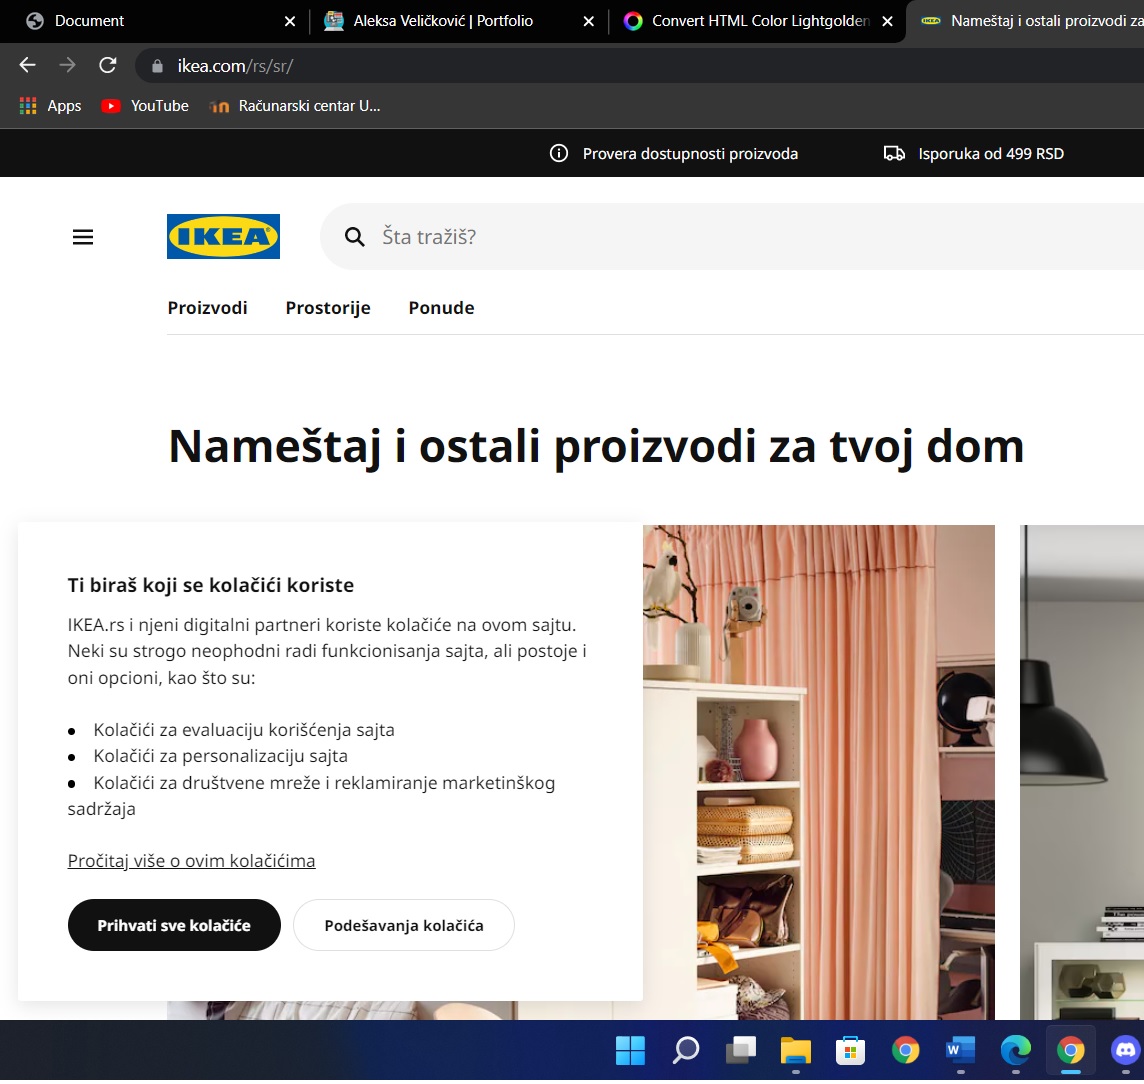 Document
Aleksa Veličković | Portfolio
Convert HTML Color Lightgolden
IKEA
Nameštaj i ostali proizvodi za
ikea.com/rs/sr/
Apps
YouTube
Računarski centar U...
Provera dostupnosti proizvoda
Isporuka od 499 RSD
IKEA
Šta tražiš?
Proizvodi
Prostorije
Ponude
Nameštaj i ostali proizvodi za tvoj dom
Ti biraš koji se kolačići koriste
IKEA.rs i njeni digitalni partneri koriste kolačiće na ovom sajtu.
Neki su strogo neophodni radi funkcionisanja sajta, ali postoje i
oni opcioni, kao što su:
• Kolačići za evaluaciju korišćenja sajta
• Kolačići za personalizaciju sajta
• Kolačići za društvene mreže i reklamiranje marketinškog
sadržaja
Pročitaj više o ovim kolačićima
Prihvati sve kolačiće
Podešavanja kolačića
W